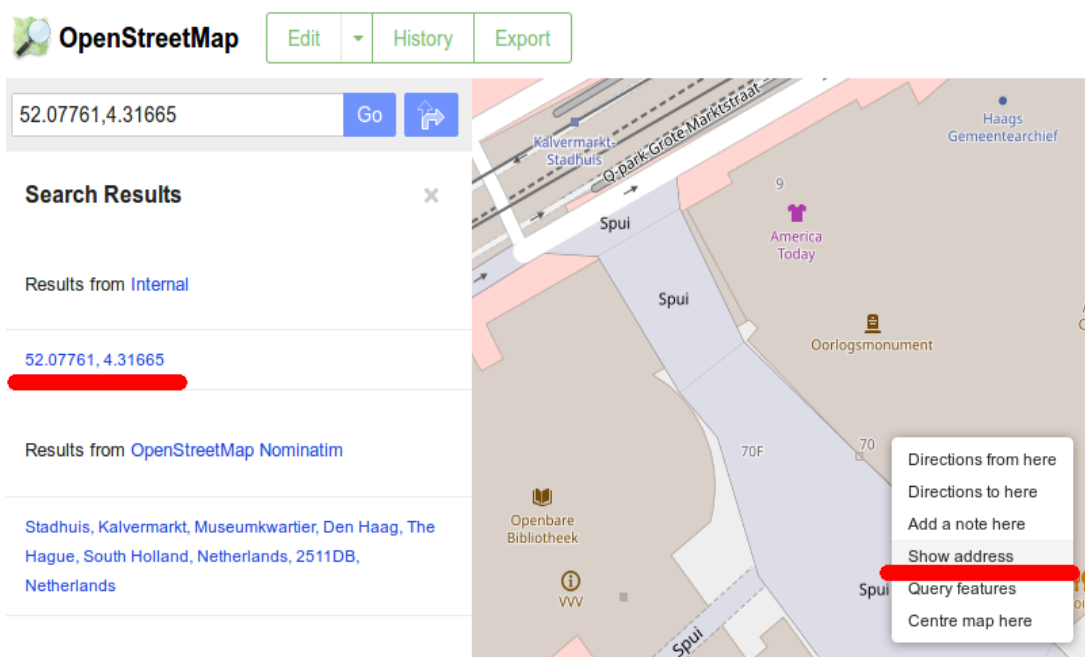 OpenStreetMap
Edit
History
Export
52.07761,4.31665
Go
Search Results
×
Results from Internal
52.07761, 4.31665
Results from OpenStreetMap Nominatim
Stadhuis, Kalvermarkt, Museumkwartier, Den Haag, The
Hague, South Holland, Netherlands, 2511DB,
Netherlands
Kalvermarkt-
Stadhuis
Q-park Grote Marktstraat
Haags
Gemeentearchief
9
America
Today
Spui
Spui
Oorlogsmonument
70F
70
Openbare
Bibliotheek
VVV
Spui
Spui
Directions from here
Directions to here
Add a note here
Show address
Query features
Centre map here